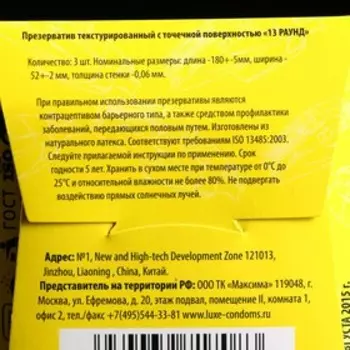 Презерватив текстурированный с точечной поверхностью «13 РАУНД»
Количество: 3 шт. Номинальные размеры: длина -180+-5мм, ширина -
52+-2 мм, толщина стенки -0,06 мм.
При правильном использовании презервативы являются
контрацептивом барьерного типа, а также средством профилактики
заболеваний, передающихся половым путем. Изготовлены из
натурального латекса. Соответствуют требованиям ISO 13485:2003.
Следуйте прилагаемой инструкции по применению. Срок
годности 5 лет. Хранить в сухом месте при температуре от 0°С до
25°С и относительной влажности не более 80%. Не подвергать
воздействию прямых солнечных лучей.
ГОСТ
Адрес: №1, New and High-tech Development Zone 121013,
Jinzhou, Liaoning , China, Китай.
Представитель на территории РФ: ООО ТК «Максима» 119048, г.
Москва, ул. Ефремова, д. 20, этаж подвал, помещение II, комната 1,
офис 2, тел./факс +7(495)544-33-81 www.luxe-condoms.ru
густа 2015 г.